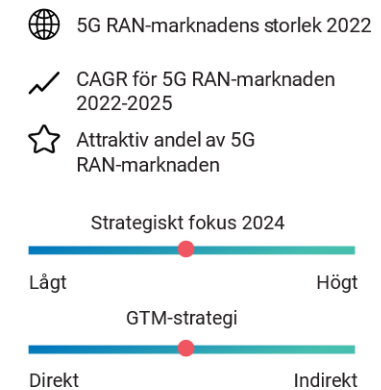 5G RAN-marknadens storlek 2022
CAGR för 5G RAN-marknaden
2022-2025
Attraktiv andel av 5G
RAN-marknaden
Strategiskt fokus 2024
Lågt Högt
GTM-strategi
Direkt Indirekt